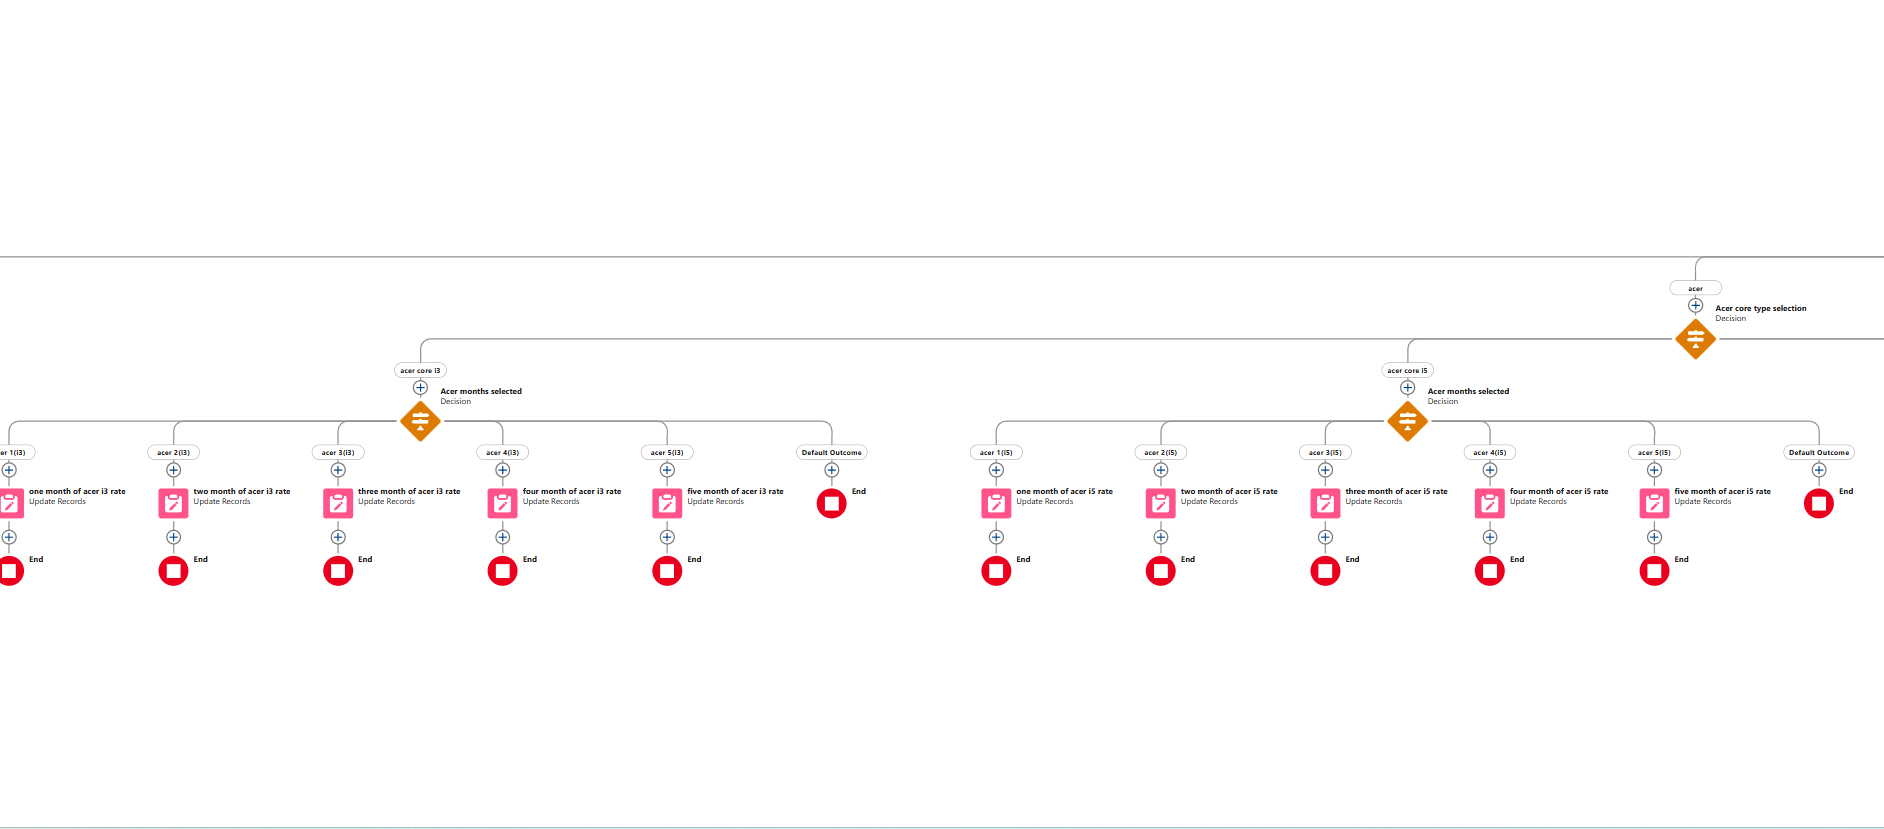 acer
Acer core type selection
Decision
acer core i3
Acer months selected
Decision
acer core i5
Acer months selected
Decision
er 1(i3)
acer 2(i3)
acer 3(i3)
acer 4(i3)
acer 5(i3)
Default Outcome
acer 1(i5)
acer 2(i5)
acer 3(i5)
acer 4(i5)
acer 5(i5)
Default Outcome
one month of acer i3 rate
Update Records
two month of acer i3 rate
Update Records
three month of acer i3 rate
Update Records
four month of acer i3 rate
Update Records
five month of acer i3 rate
Update Records
End
one month of acer i5 rate
Update Records
two month of acer i5 rate
Update Records
three month of acer i5 rate
Update Records
four month of acer i5 rate
Update Records
five month of acer i5 rate
Update Records
End
End
End
End
End
End
End
End
End
End
End